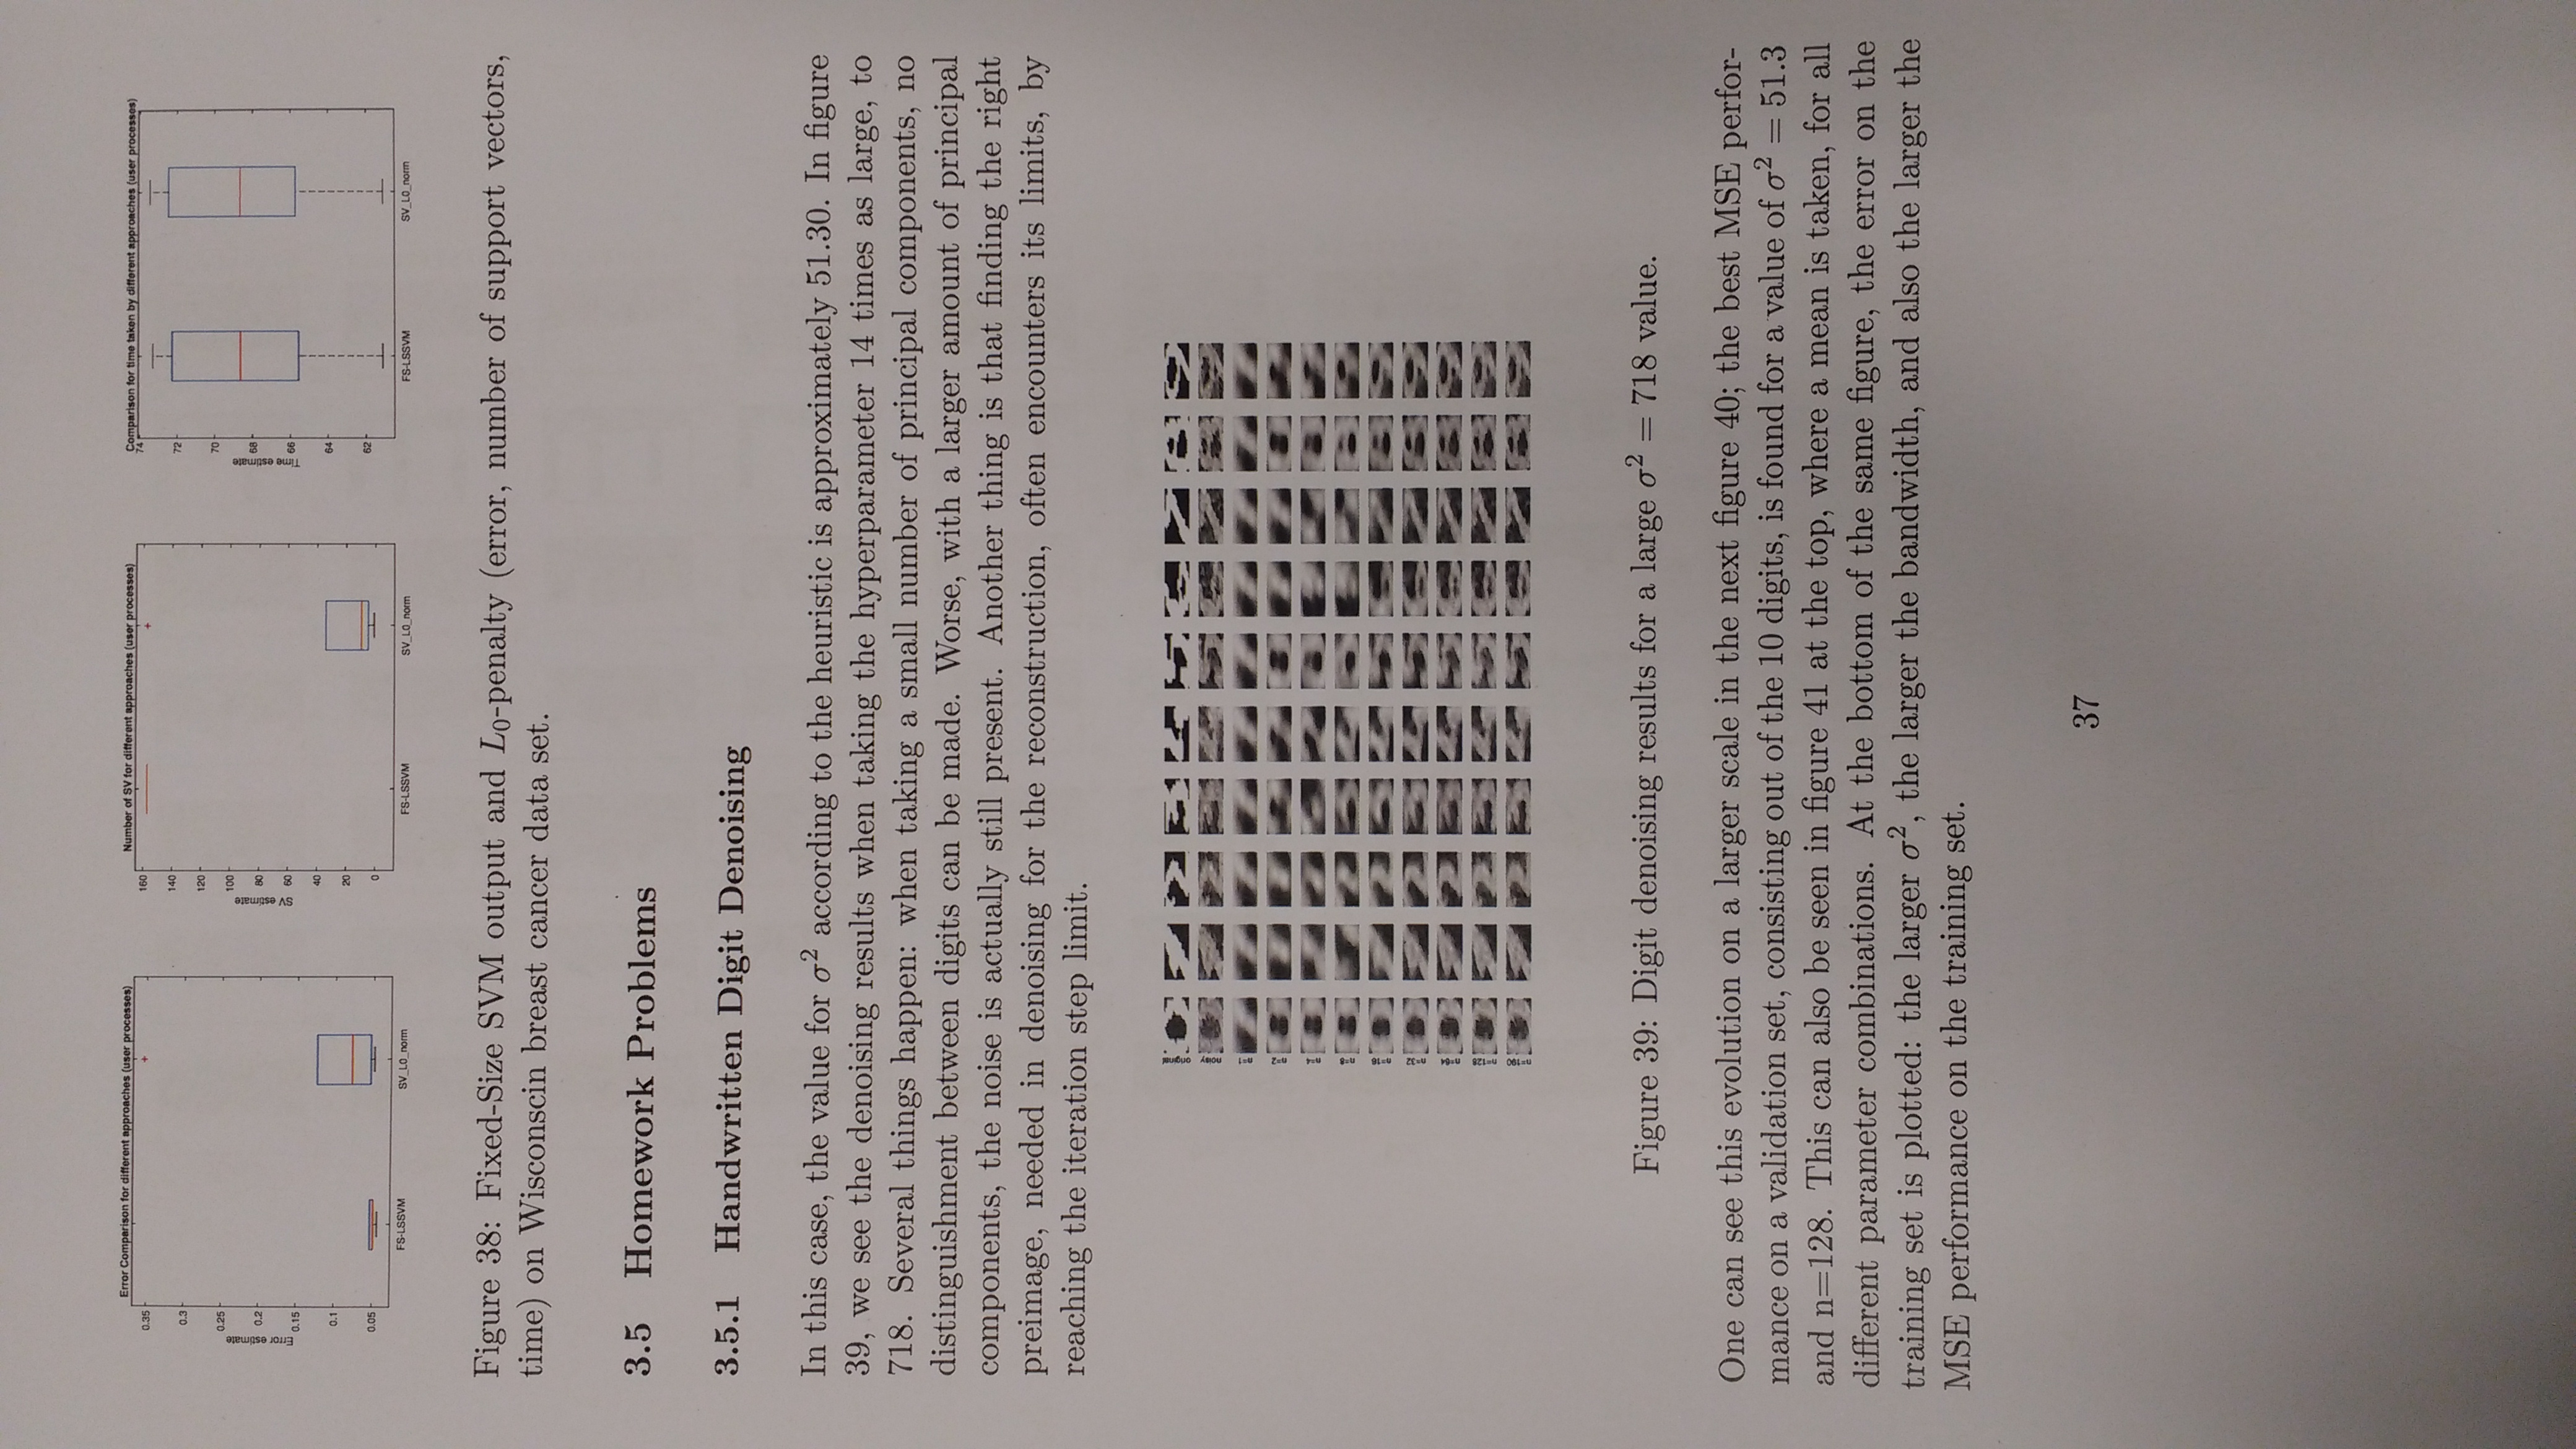 Error Comparison for different approaches (user processes)
0.35
0.3
0.25
0.2
0.15
0.1
0.05
Error estimate
FS-LSSVM
SV_L0_norm
Number of SV for different approaches (user processes)
160
140
120
100
80
60
40
20
0
SV estimate
FS-LSSVM
SV_L0_norm
Comparison for time taken by different approaches (user processes)
74
72
70
68
66
64
62
Time estimate
FS-LSSVM
SV_L0_norm
Figure 38: Fixed-Size SVM output and L₀-penalty (error, number of support vectors,
time) on Wisconscin breast cancer data set.
3.5 Homework Problems
3.5.1 Handwritten Digit Denoising
In this case, the value for σ² according to the heuristic is approximately 51.30. In figure
39, we see the denoising results when taking the hyperparameter 14 times as large, to
718. Several things happen: when taking a small number of principal components, no
distinguishment between digits can be made. Worse, with a larger amount of principal
components, the noise is actually still present. Another thing is that finding the right
preimage, needed in denoising for the reconstruction, often encounters its limits, by
reaching the iteration step limit.
original
noisy
n=1
n=2
n=4
n=8
n=16
n=32
n=64
n=128
n=190
Figure 39: Digit denoising results for a large σ² = 718 value.
One can see this evolution on a larger scale in the next figure 40; the best MSE perfor-
mance on a validation set, consisting out of the 10 digits, is found for a value of σ² = 51.3
and n=128. This can also be seen in figure 41 at the top, where a mean is taken, for all
different parameter combinations. At the bottom of the same figure, the error on the
training set is plotted: the larger σ², the larger the bandwidth, and also the larger the
MSE performance on the training set.
37